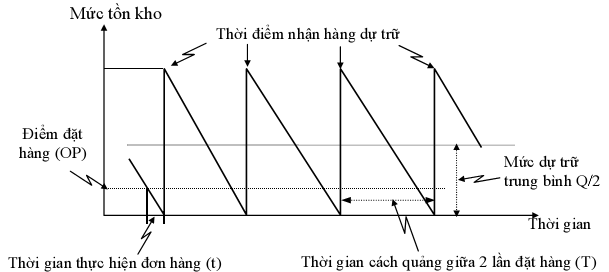 Mức tồn kho
Thời điểm nhận hàng dự trữ
Điểm đặt
hàng (OP)
Mức dự trữ
trung bình Q/2
Thời gian
Thời gian thực hiện đơn hàng (t)
Thời gian cách quãng giữa 2 lần đặt hàng (T)